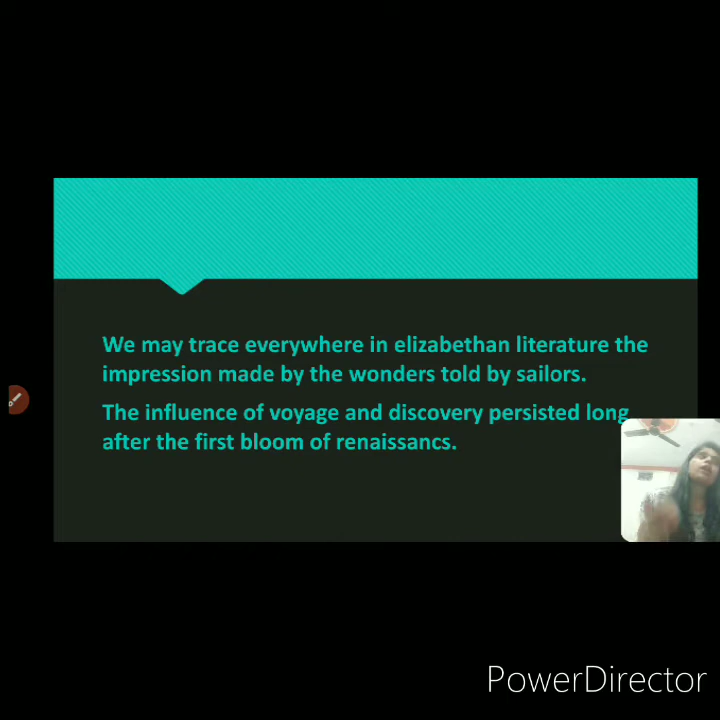 We may trace everywhere in elizabethan literature the
impression made by the wonders told by sailors.
The influence of voyage and discovery persisted long
after the first bloom of renaissancs.
PowerDirector